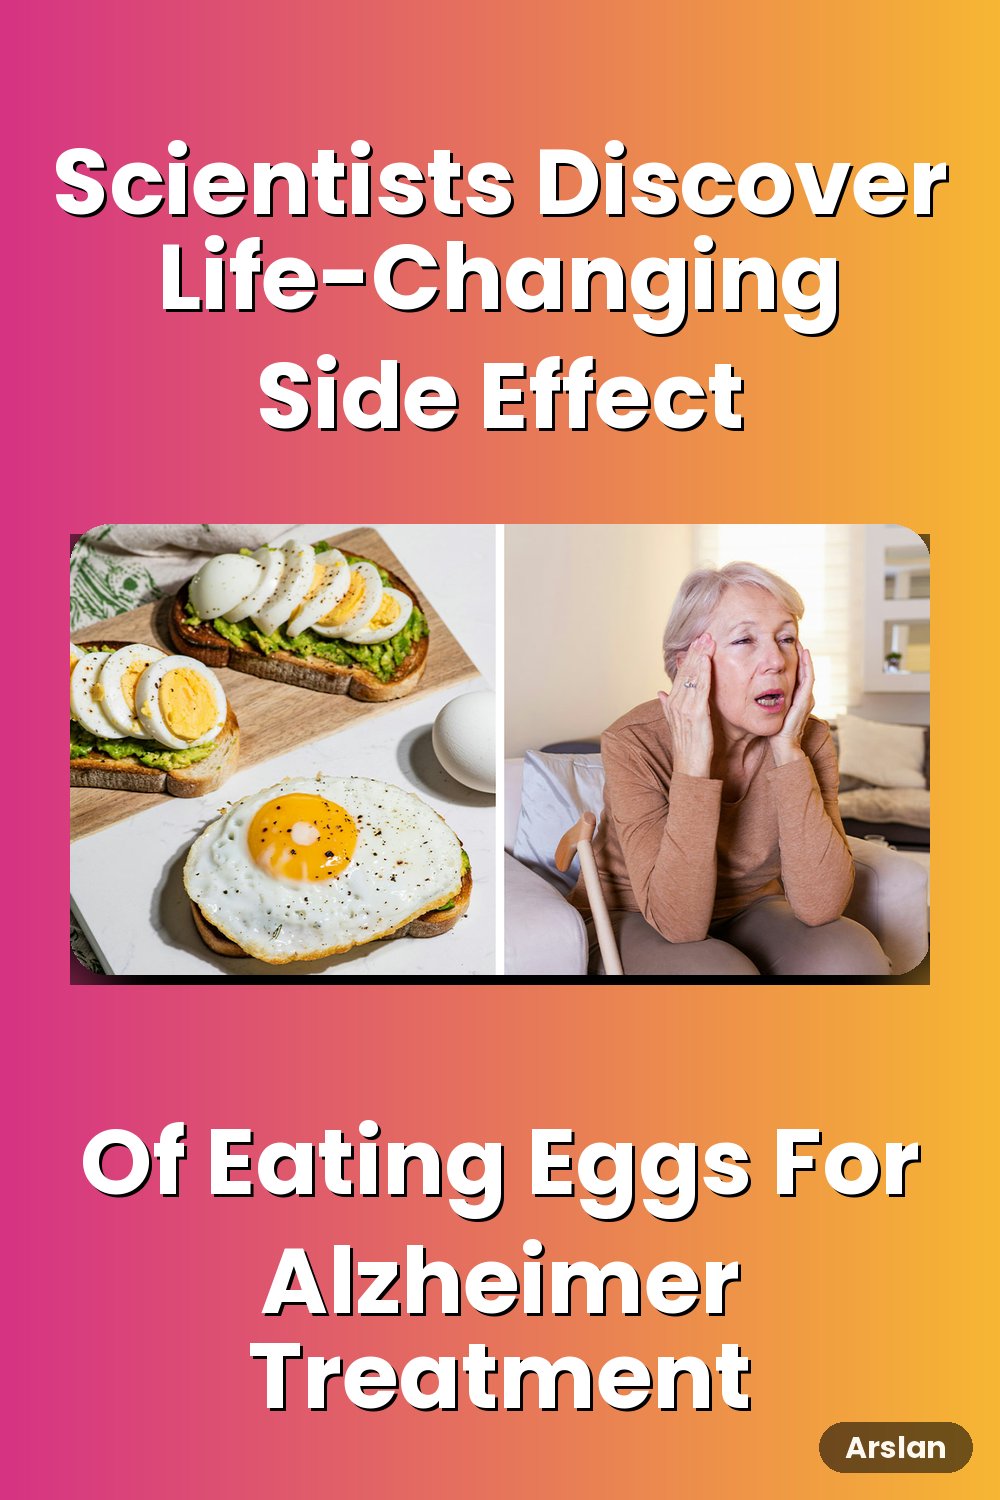 Scientists Discover
Life-Changing
Side Effect
Of Eating Eggs For
Alzheimer
Treatment
Arslan